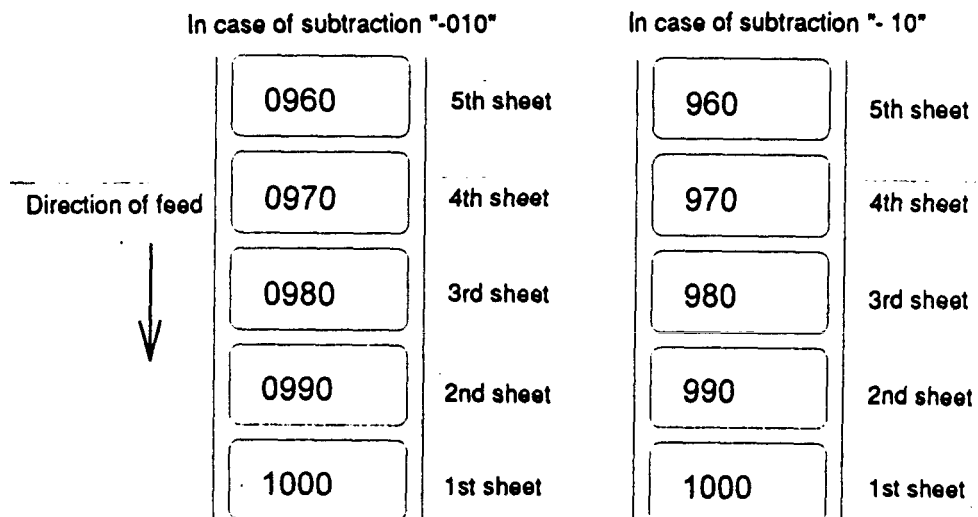 In case of subtraction "-010"
0960 5th sheet
0970 4th sheet
Direction of feed
0980 3rd sheet
0990 2nd sheet
1000 1st sheet
In case of subtraction "- 10"
960 5th sheet
970 4th sheet
980 3rd sheet
990 2nd sheet
1000 1st sheet